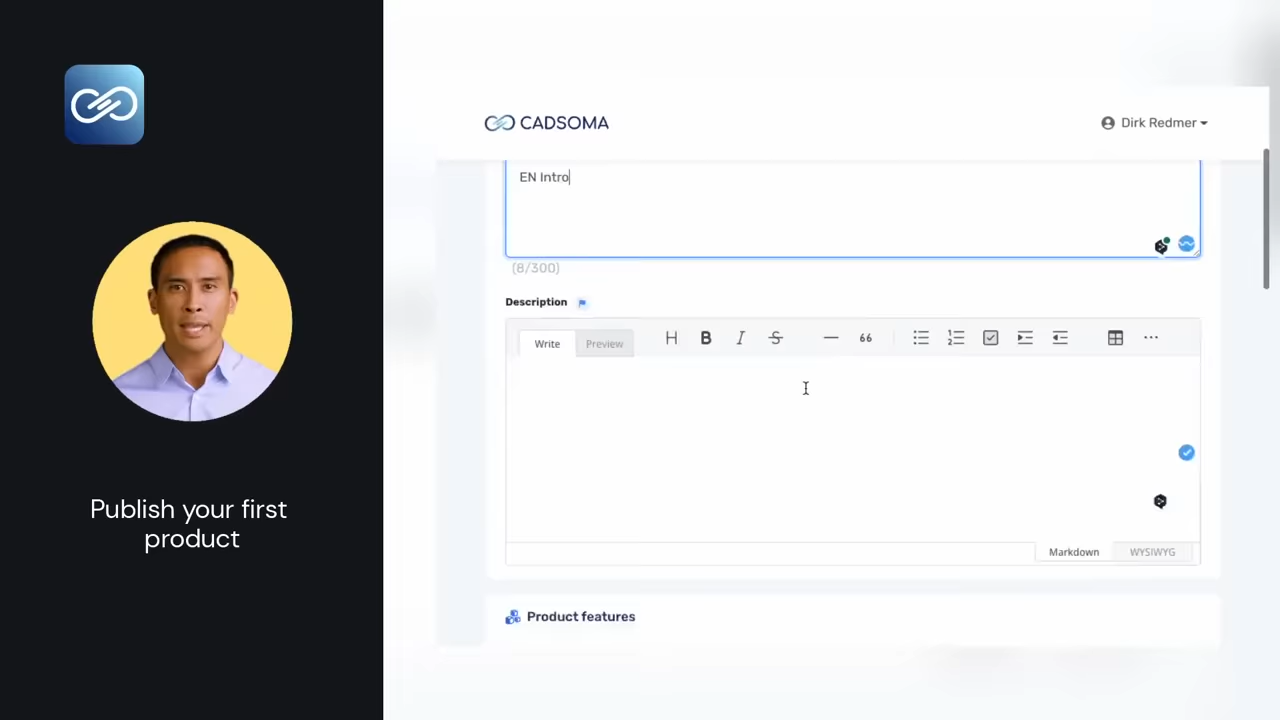 CADSOMA
Dirk Redmer
EN Intro
(8/300)
Description
Write
Preview
H B I S 66
Markdown
WYSIWYG
Product features
Publish your first
product